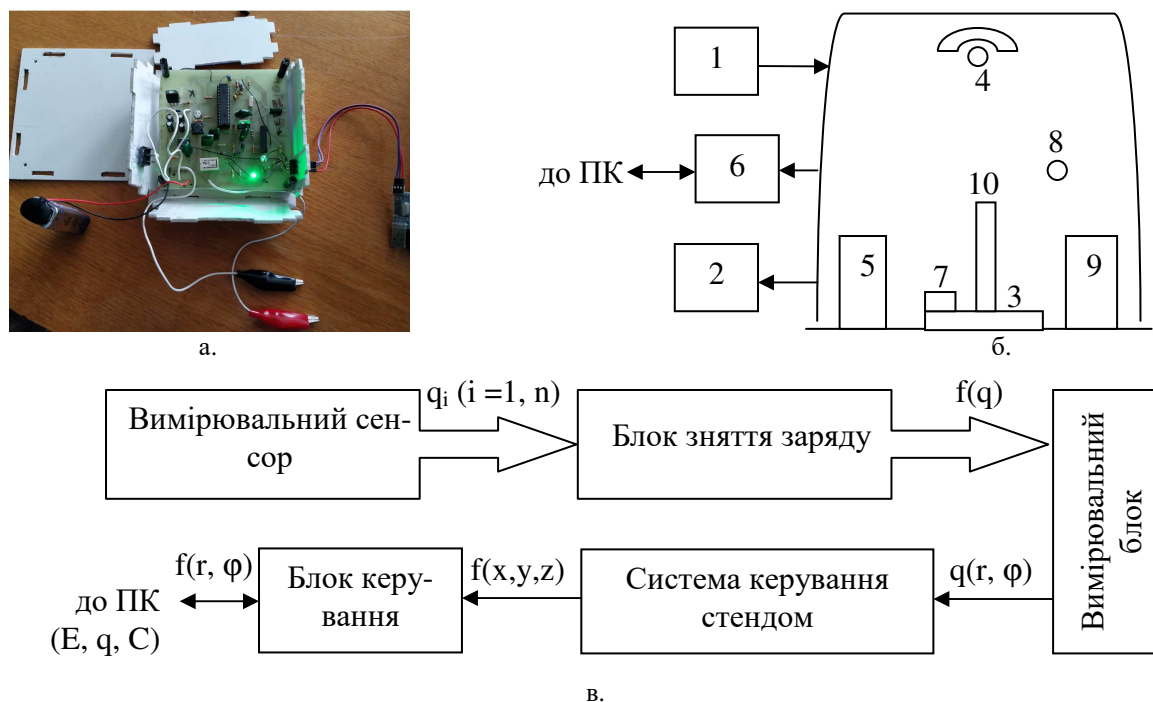 1
4
до ПК
6
8
10
2
5
7
3
9
а.
б.
Вимірювальний сен-
сор
qi (i =1, n)
Блок зняття заряду
f(q)
Вимірювальний
блок
до ПК
(E, q, C)
f(r, φ)
Блок керу-
вання
f(x,y,z)
Система керування
стендом
q(r, φ)
в.